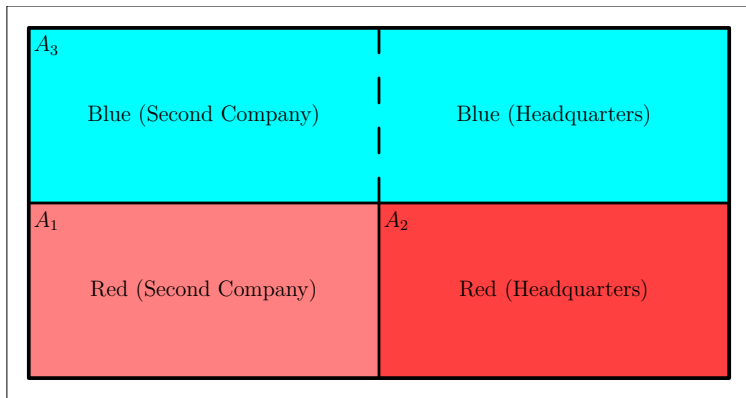 A₃
Blue (Second Company)
Blue (Headquarters)
A₁
A₂
Red (Second Company)
Red (Headquarters)